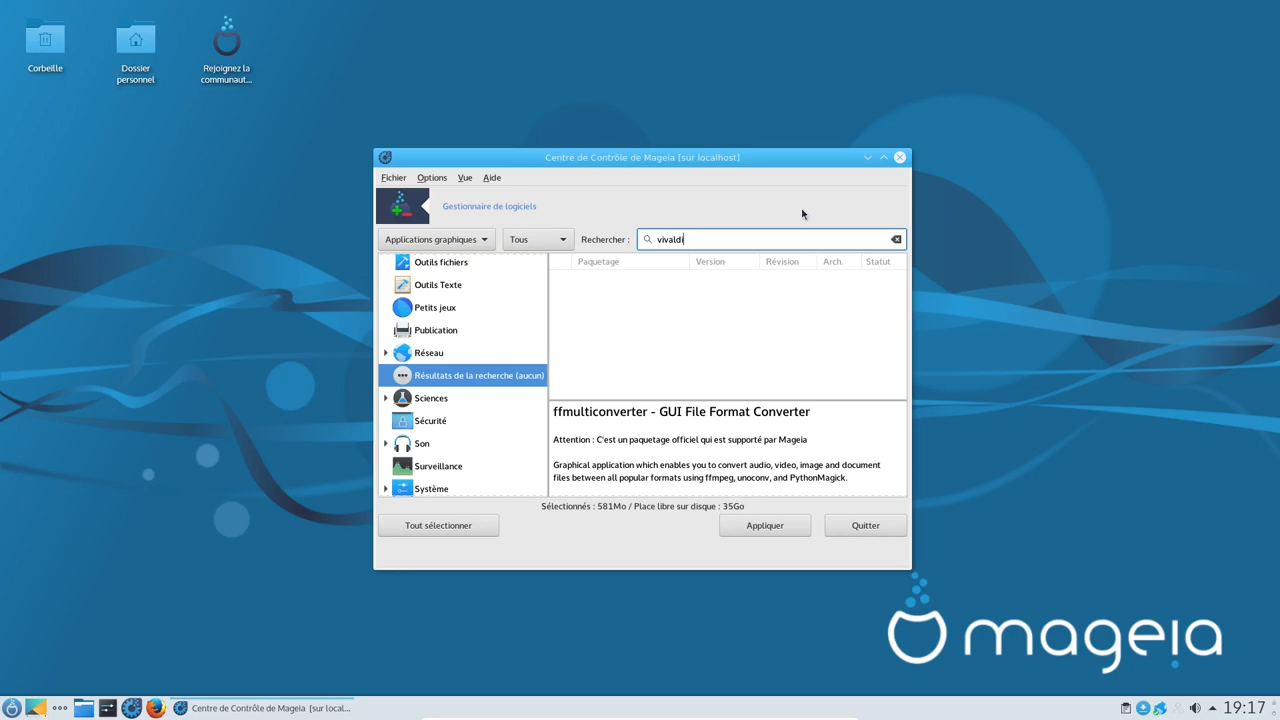 Corbeille
Dossier
personnel
Rejoignez la
communaut...
Centre de Contrôle de Mageia [sur localhost]
Fichier Options Vue Aide
Gestionnaire de logiciels
Applications graphiques Tous Rechercher : vivaldi
Paquetage Version Révision Arch. Statut
Outils fichiers
Outils Texte
Petits jeux
Publication
Réseau
Résultats de la recherche (aucun)
Sciences
Sécurité
Son
Surveillance
Système
ffmulticonverter - GUI File Format Converter
Attention : C'est un paquetage officiel qui est supporté par Mageia
Graphical application which enables you to convert audio, video, image and document
files between all popular formats using ffmpeg, unoconv, and PythonMagick.
Sélectionnés : 581Mo / Place libre sur disque : 35Go
Tout sélectionner Appliquer Quitter
mageia
Centre de Contrôle de Mageia [sur local... 19:17